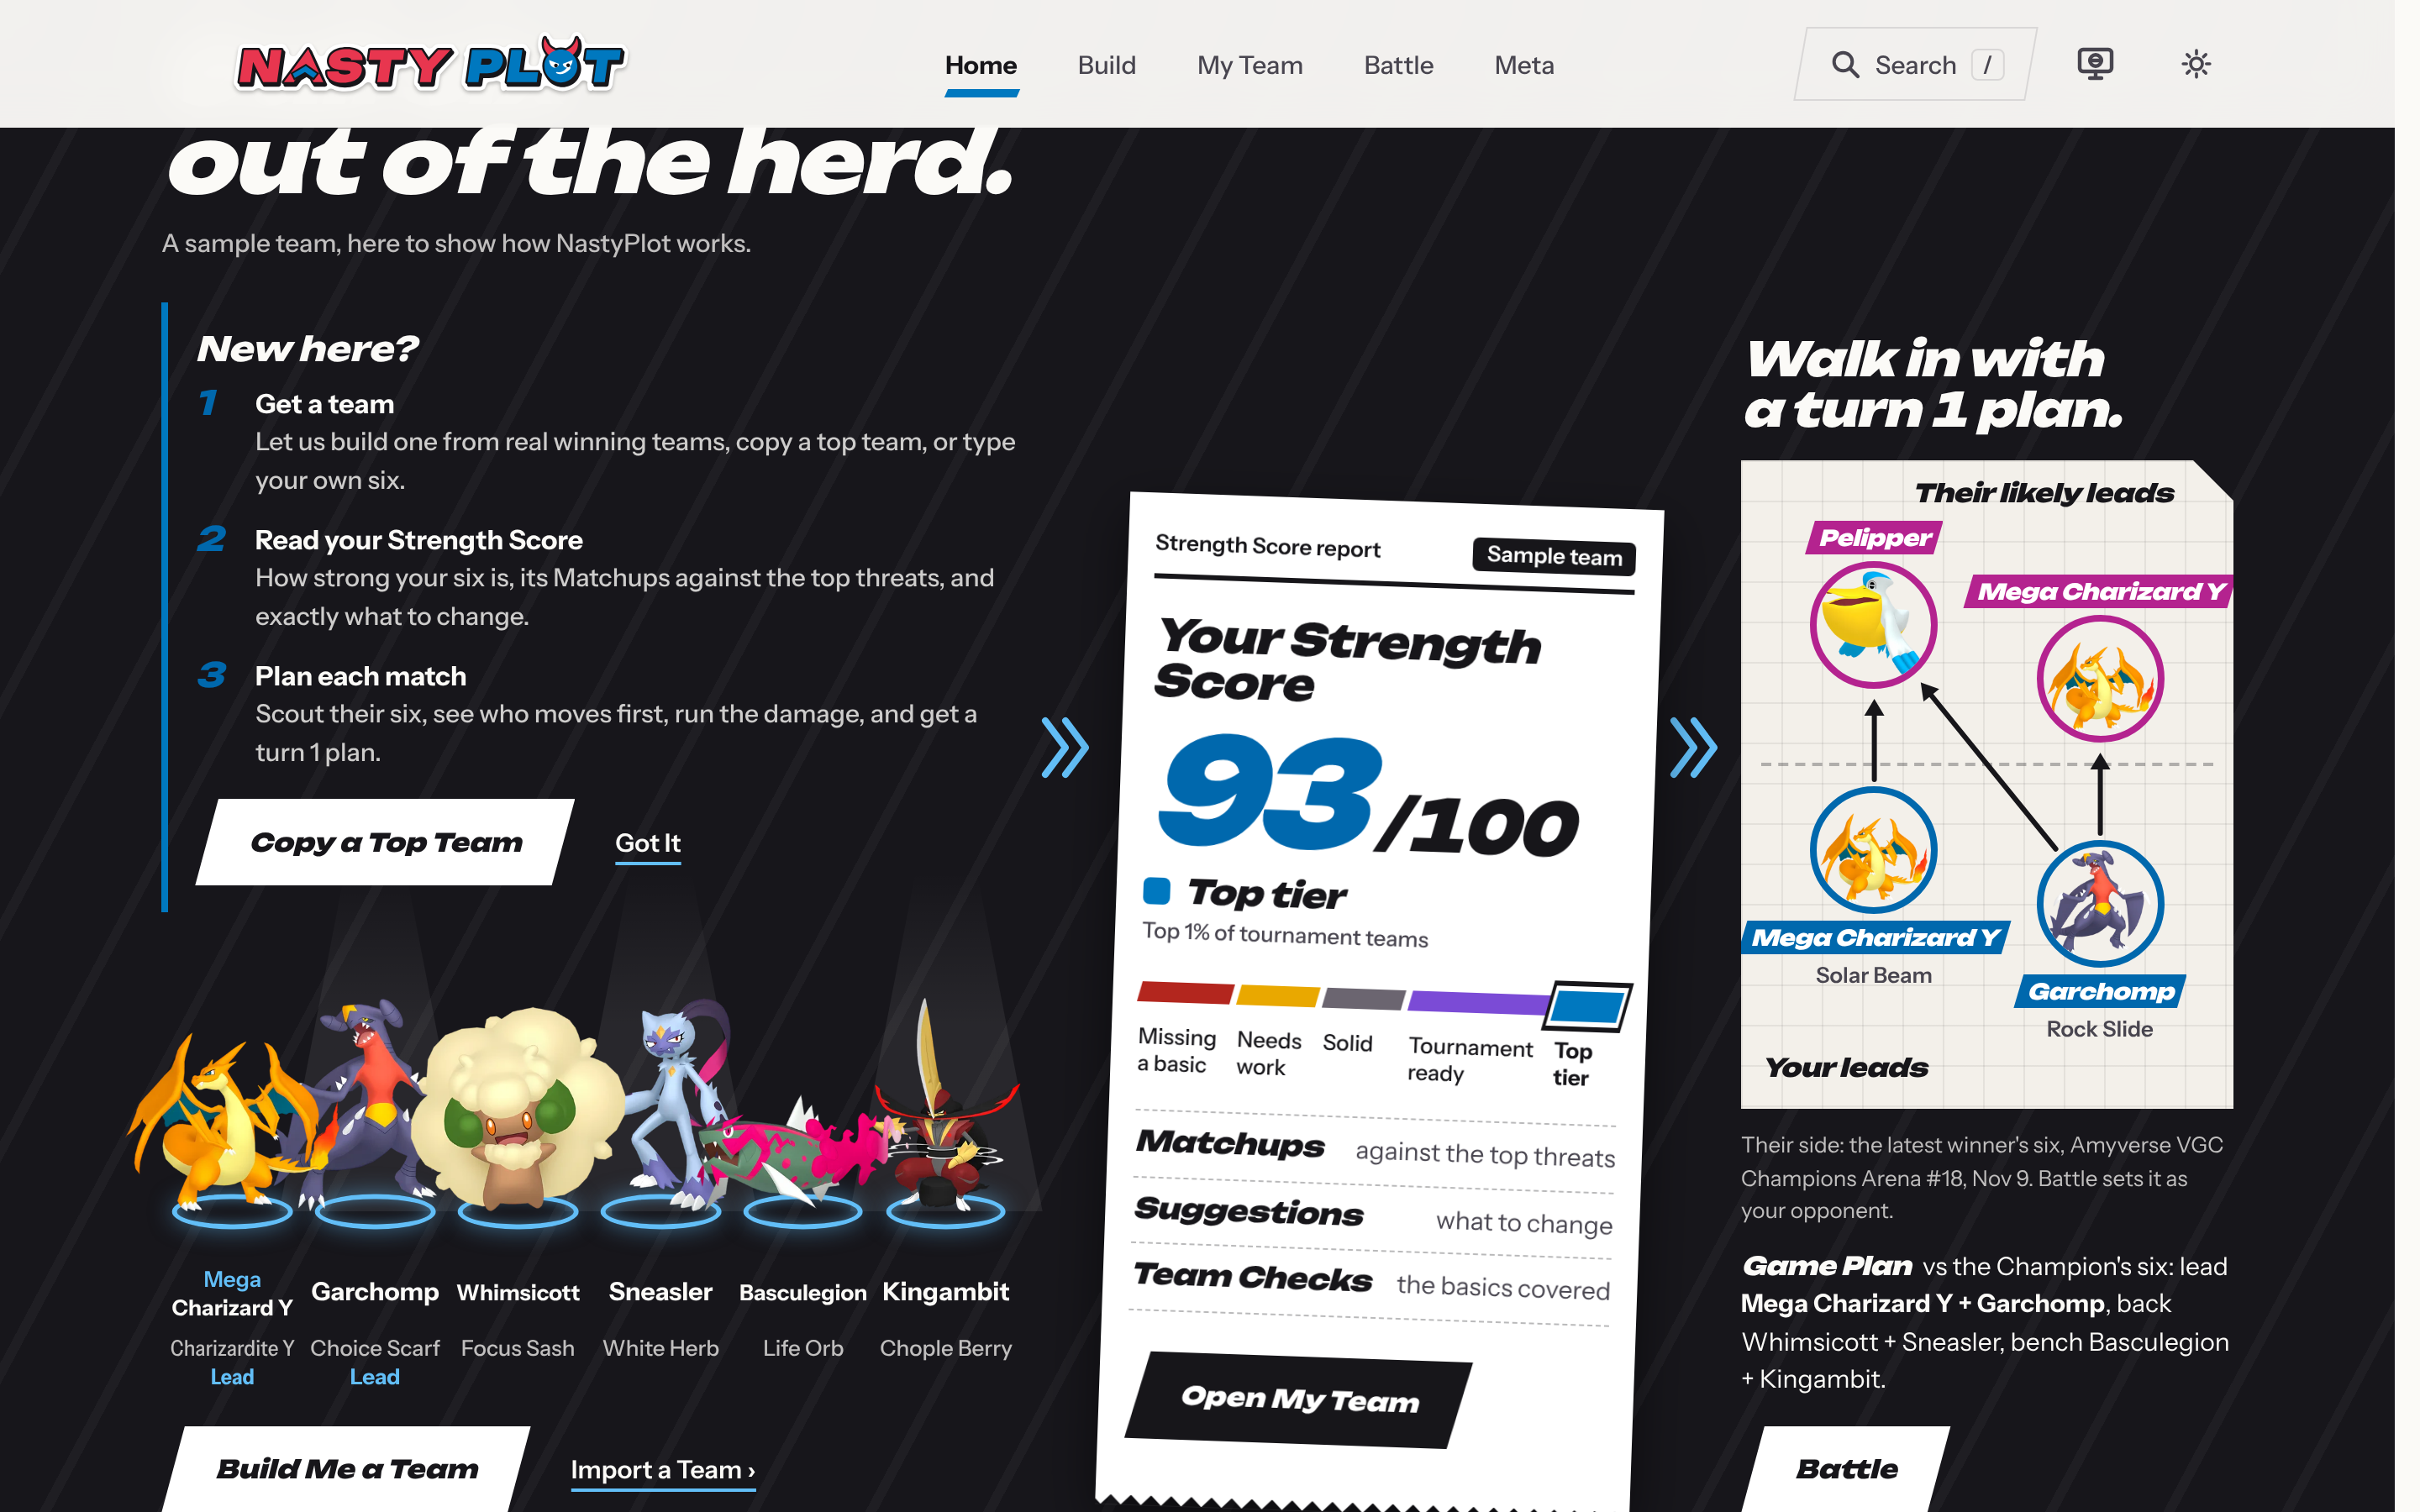 NASTY PLOT
Home
Build
My Team
Battle
Meta
Search /
out of the herd.
A sample team, here to show how NastyPlot works.
New here?
1 Get a team
Let us build one from real winning teams, copy a top team, or type
your own six.
2 Read your Strength Score
How strong your six is, its Matchups against the top threats, and
exactly what to change.
3 Plan each match
Scout their six, see who moves first, run the damage, and get a
turn 1 plan.
Copy a Top Team
Got It
Mega
Charizard Y
Charizardite Y
Lead
Garchomp
Choice Scarf
Lead
Whimsicott
Focus Sash
Sneasler
White Herb
Basculegion
Life Orb
Kingambit
Chople Berry
Build Me a Team
Import a Team ›
Strength Score report
Sample team
Your Strength
Score
93/100
Top tier
Top 1% of tournament teams
Missing
a basic
Needs
work
Solid
Tournament
ready
Top
tier
Matchups against the top threats
Suggestions what to change
Team Checks the basics covered
Open My Team
Walk in with
a turn 1 plan.
Their likely leads
Pelipper
Mega Charizard Y
Mega Charizard Y
Solar Beam
Garchomp
Rock Slide
Your leads
Their side: the latest winner's six, Amyverse VGC
Champions Arena #18, Nov 9. Battle sets it as
your opponent.
Game Plan vs the Champion's six: lead
Mega Charizard Y + Garchomp, back
Whimsicott + Sneasler, bench Basculegion
+ Kingambit.
Battle